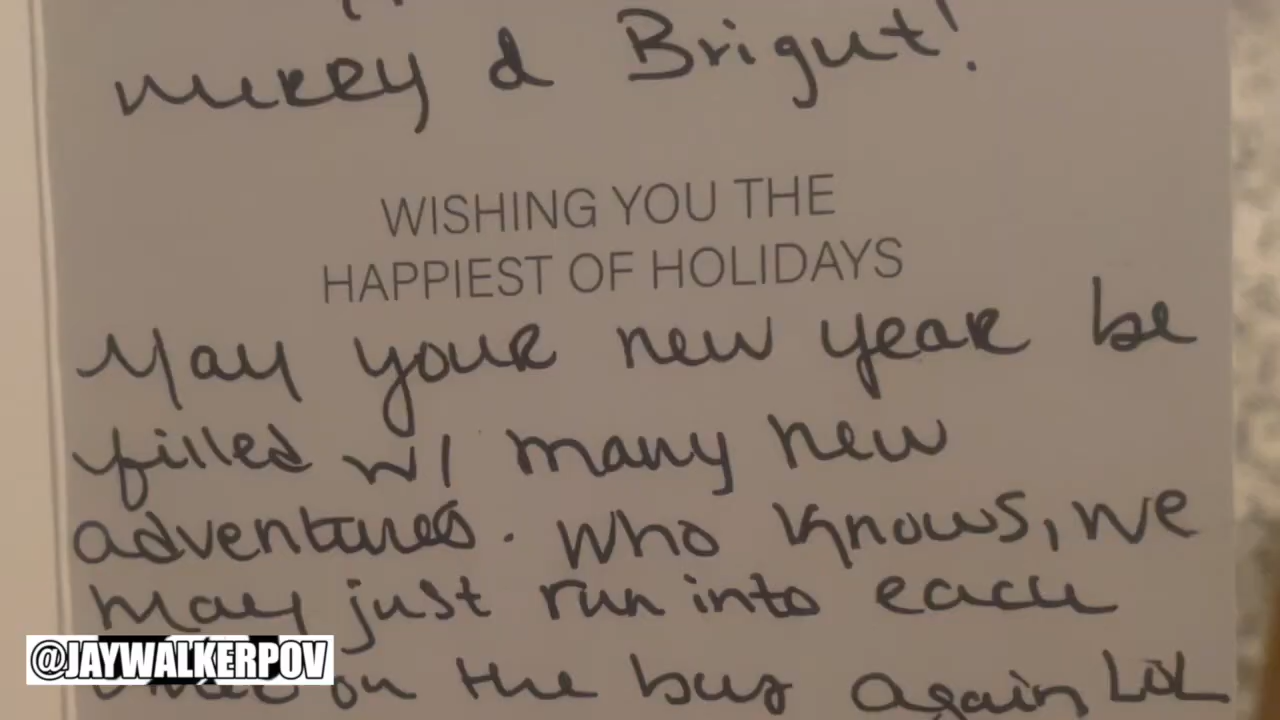 merry & Bright!
WISHING YOU THE
HAPPIEST OF HOLIDAYS
May your new year be
filled w/ many new
adventures. Who knows, we
may just run into each
@JAYWALKERPOV
on the bus again LOL